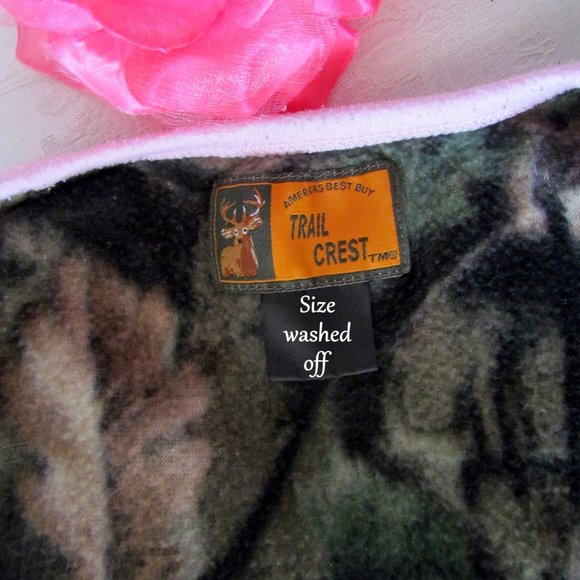 AMERICAS BEST BUY
TRAIL
CREST TM®
Size
washed
off